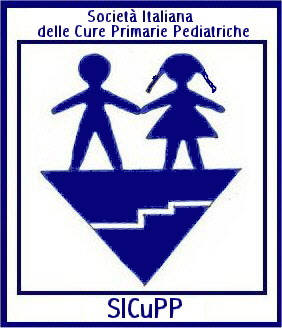 Società Italiana
delle Cure Primarie Pediatriche
SICuPP